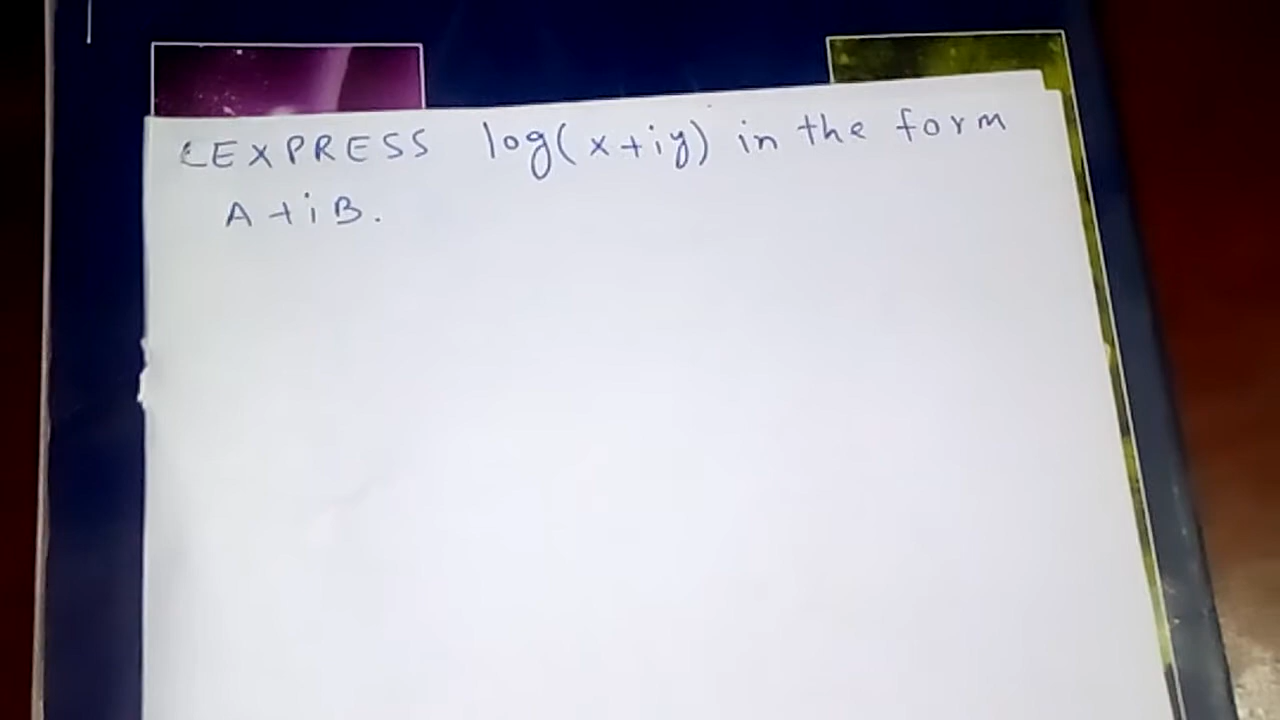 EXPRESS log(x+iy) in the form
A+iB.